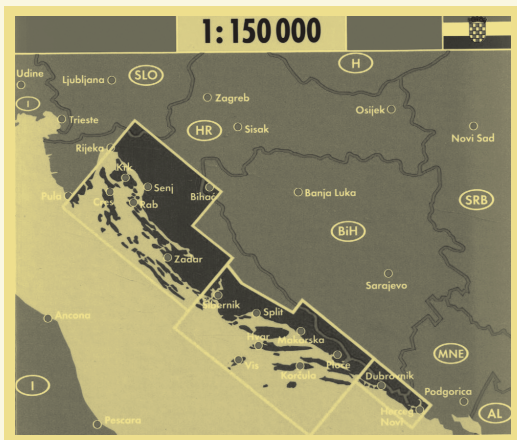 1:150 000
H
Udine
Ljubljana
SLO
I
Zagreb
Osijek
Trieste
HR
Sisak
Novi Sad
Rijeka
Krk
Senj
Bihać
Banja Luka
SRB
Pula
Cres
Rab
BiH
Zadar
Sarajevo
Šibernik
Ancana
Split
Hvar
Makarska
MNE
Vis
Ploče
Korčula
Dubrovnik
I
Podgorica
Herceg
Novi
AL
Pescara